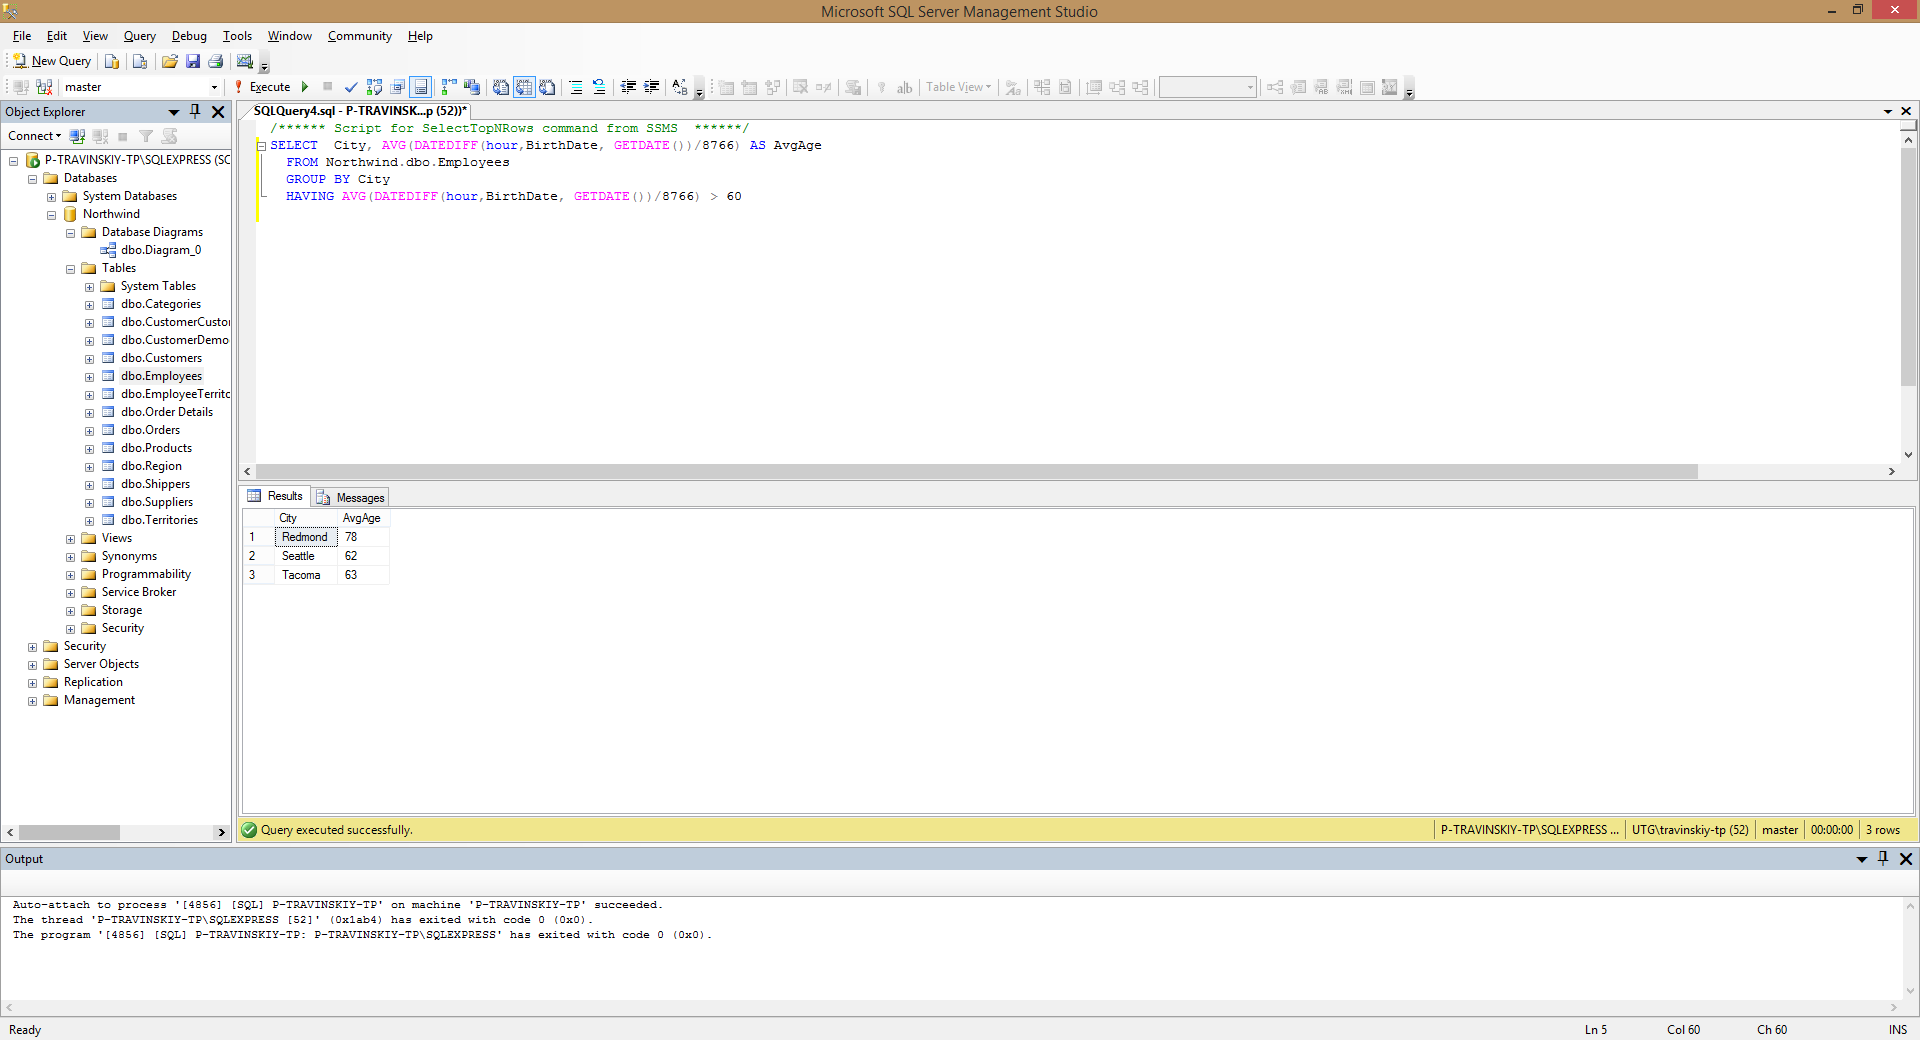 Microsoft SQL Server Management Studio
File Edit View Query Debug Tools Window Community Help
New Query
master Execute Table View
Object Explorer
Connect
P-TRAVINSKIY-TP\SQLEXPRESS (SC
Databases
System Databases
Northwind
Database Diagrams
dbo.Diagram_0
Tables
System Tables
dbo.Categories
dbo.CustomerCustor
dbo.CustomerDemo
dbo.Customers
dbo.Employees
dbo.EmployeeTerritc
dbo.Order Details
dbo.Orders
dbo.Products
dbo.Region
dbo.Shippers
dbo.Suppliers
dbo.Territories
Views
Synonyms
Programmability
Service Broker
Storage
Security
Security
Server Objects
Replication
Management
SQLQuery4.sql - P-TRAVINSK...p (52))*
/****** Script for SelectTopNRows command from SSMS  ******/
SELECT  City, AVG(DATEDIFF(hour,BirthDate, GETDATE())/8766) AS AvgAge
FROM Northwind.dbo.Employees
GROUP BY City
HAVING AVG(DATEDIFF(hour,BirthDate, GETDATE())/8766) > 60
Results Messages
City AvgAge
1 Redmond 78
2 Seattle 62
3 Tacoma 63
Query executed successfully. P-TRAVINSKIY-TP\SQLEXPRESS ... UTG\travinskiy-tp (52) master 00:00:00 3 rows
Output
Auto-attach to process '[4856] [SQL] P-TRAVINSKIY-TP' on machine 'P-TRAVINSKIY-TP' succeeded.
The thread 'P-TRAVINSKIY-TP\SQLEXPRESS [52]' (0x1ab4) has exited with code 0 (0x0).
The program '[4856] [SQL] P-TRAVINSKIY-TP: P-TRAVINSKIY-TP\SQLEXPRESS' has exited with code 0 (0x0).
Ready Ln 5 Col 60 Ch 60 INS